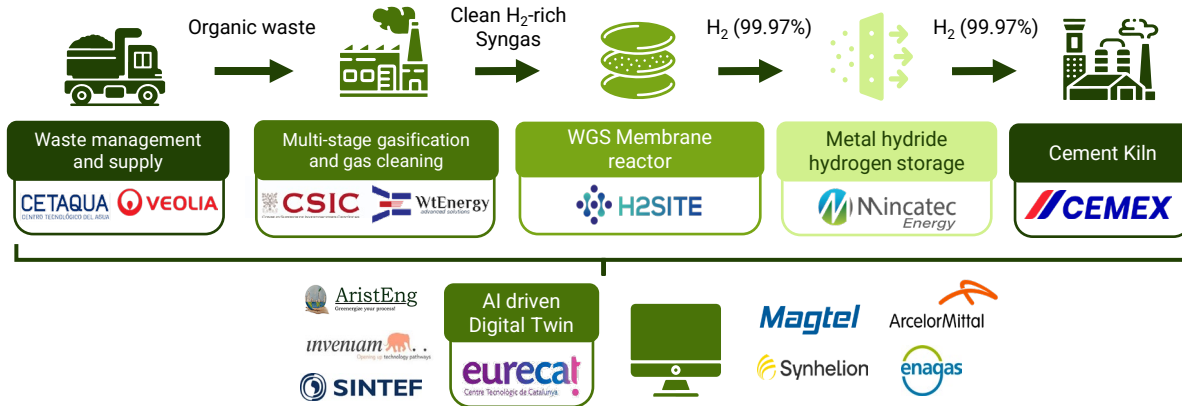 Organic waste
Clean H₂-rich
Syngas
H₂ (99.97%)
H₂ (99.97%)
Waste management
and supply
Multi-stage gasification
and gas cleaning
WGS Membrane
reactor
Metal hydride
hydrogen storage
Cement Kiln
CETAQUA
CENTRO TECNOLÓGICO DEL AGUA
VEOLIA
CSIC
WtEnergy
advanced solutions
H2SITE
Mincatec
Energy
CEMEX
AristEng
Greenergize your process!
inveniam
Opening up technology pathways
SINTEF
AI driven
Digital Twin
eurecat
Centre Tecnològic de Catalunya
Magtel
ArcelorMittal
Synhelion
enagas